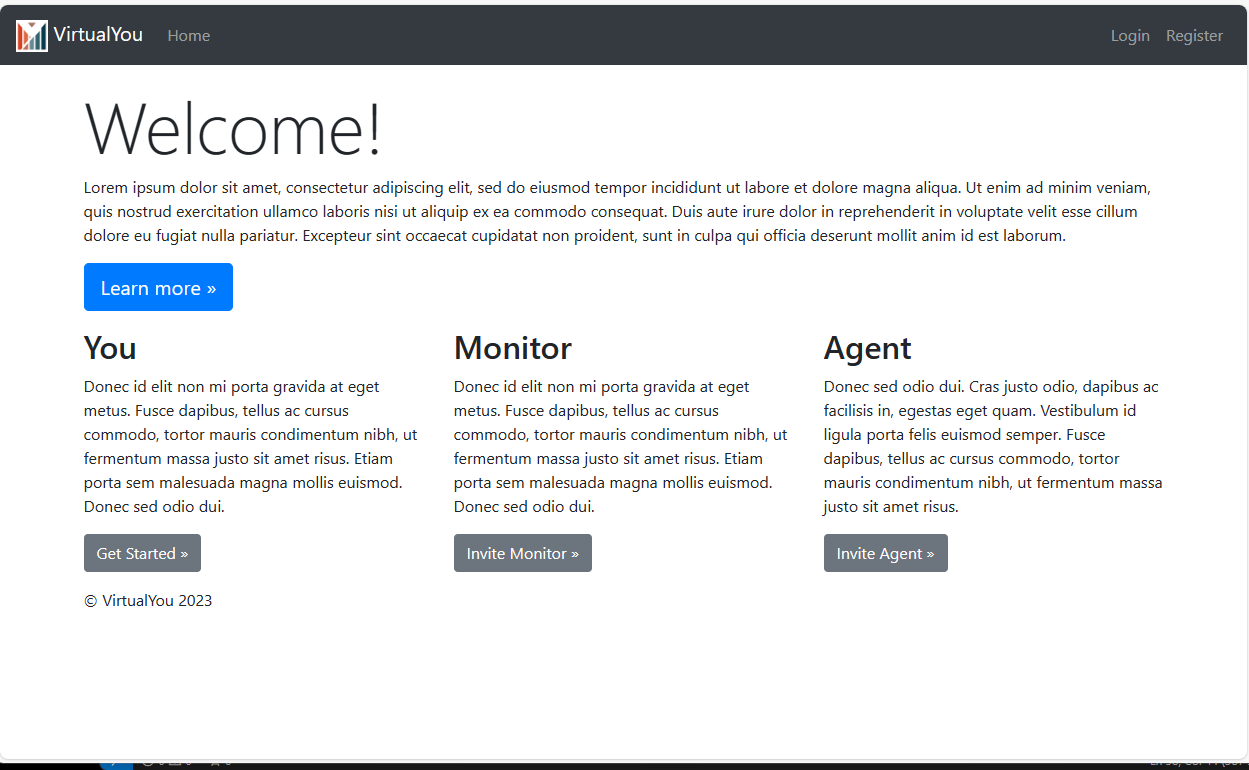 VirtualYou Home Login Register
Welcome!
Lorem ipsum dolor sit amet, consectetur adipiscing elit, sed do eiusmod tempor incididunt ut labore et dolore magna aliqua. Ut enim ad minim veniam,
quis nostrud exercitation ullamco laboris nisi ut aliquip ex ea commodo consequat. Duis aute irure dolor in reprehenderit in voluptate velit esse cillum
dolore eu fugiat nulla pariatur. Excepteur sint occaecat cupidatat non proident, sunt in culpa qui officia deserunt mollit anim id est laborum.
Learn more »
You
Donec id elit non mi porta gravida at eget
metus. Fusce dapibus, tellus ac cursus
commodo, tortor mauris condimentum nibh, ut
fermentum massa justo sit amet risus. Etiam
porta sem malesuada magna mollis euismod.
Donec sed odio dui.
Get Started »
Monitor
Donec id elit non mi porta gravida at eget
metus. Fusce dapibus, tellus ac cursus
commodo, tortor mauris condimentum nibh, ut
fermentum massa justo sit amet risus. Etiam
porta sem malesuada magna mollis euismod.
Donec sed odio dui.
Invite Monitor »
Agent
Donec sed odio dui. Cras justo odio, dapibus ac
facilisis in, egestas eget quam. Vestibulum id
ligula porta felis euismod semper. Fusce
dapibus, tellus ac cursus commodo, tortor
mauris condimentum nibh, ut fermentum massa
justo sit amet risus.
Invite Agent »
© VirtualYou 2023